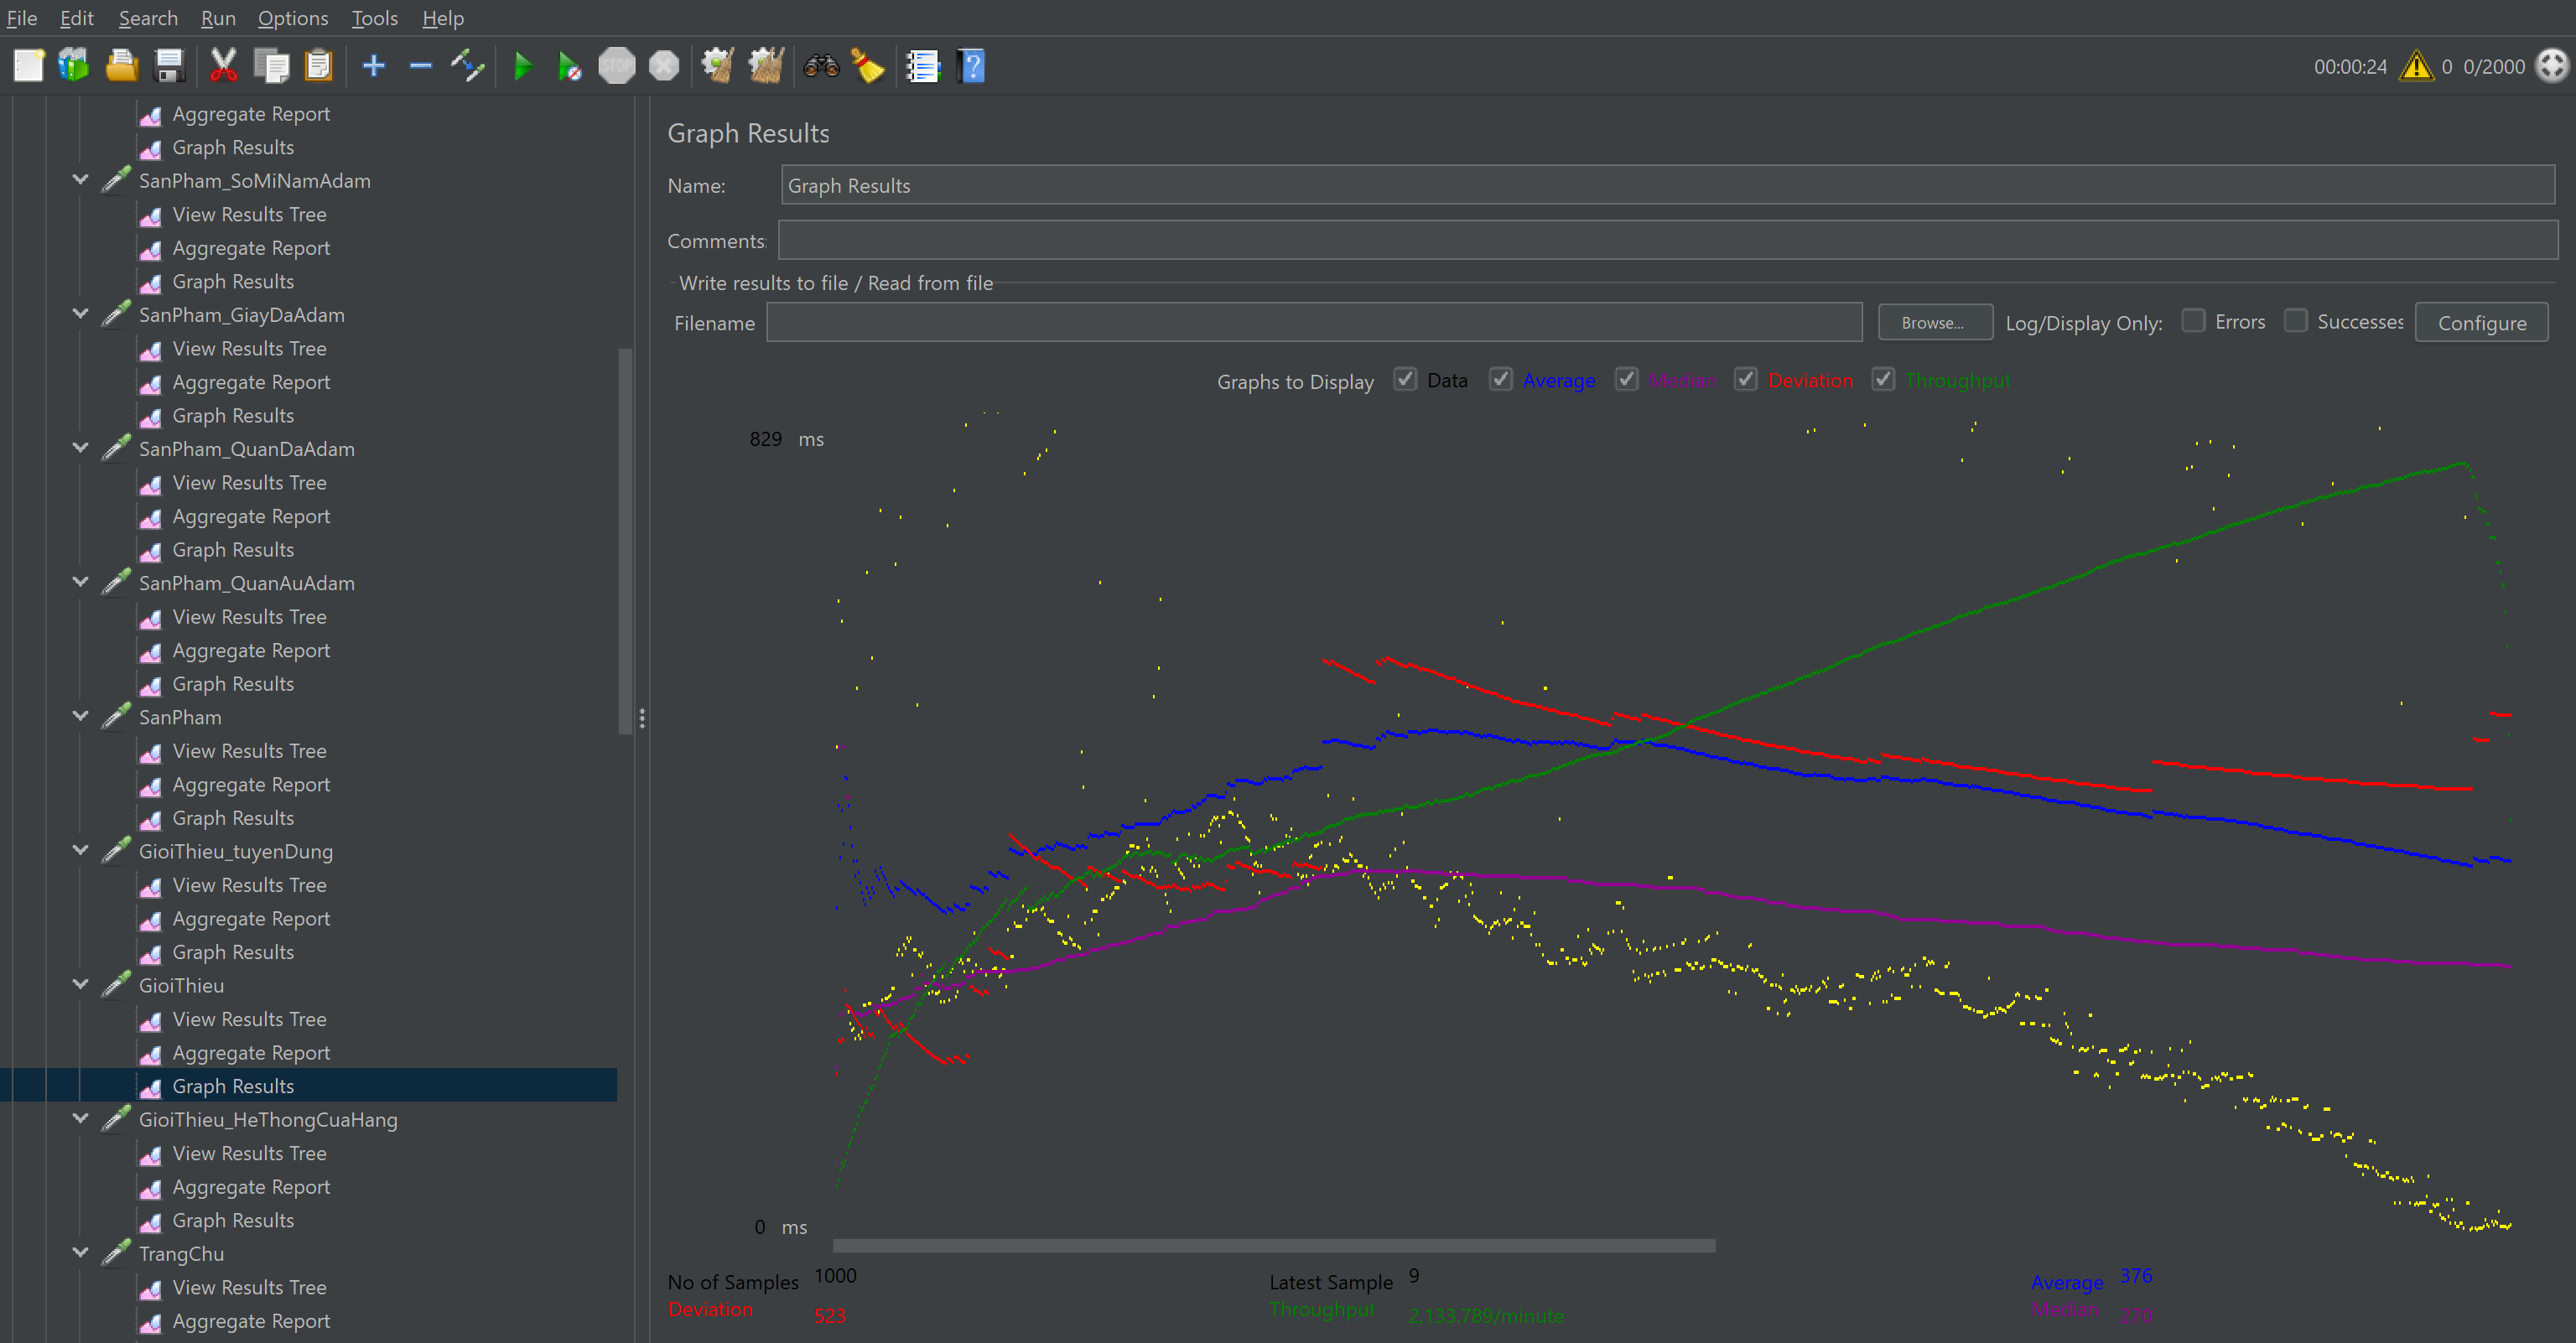 File Edit Search Run Options Tools Help
STOP
00:00:24 0 0/2000
Aggregate Report
Graph Results
SanPham_SoMiNamAdam
View Results Tree
Aggregate Report
Graph Results
SanPham_GiayDaAdam
View Results Tree
Aggregate Report
Graph Results
SanPham_QuanDaAdam
View Results Tree
Aggregate Report
Graph Results
SanPham_QuanAuAdam
View Results Tree
Aggregate Report
Graph Results
SanPham
View Results Tree
Aggregate Report
Graph Results
GioiThieu_tuyenDung
View Results Tree
Aggregate Report
Graph Results
GioiThieu
View Results Tree
Aggregate Report
Graph Results
GioiThieu_HeThongCuaHang
View Results Tree
Aggregate Report
Graph Results
TrangChu
View Results Tree
Aggregate Report
Graph Results
Name: Graph Results
Comments:
Write results to file / Read from file
Filename Browse... Log/Display Only: Errors Successes Configure
Graphs to Display Data Average Median Deviation Throughput
829 ms
0 ms
No of Samples 1000 Latest Sample 9 Average 376
Deviation 523 Throughput 2,133.789/minute Median 270